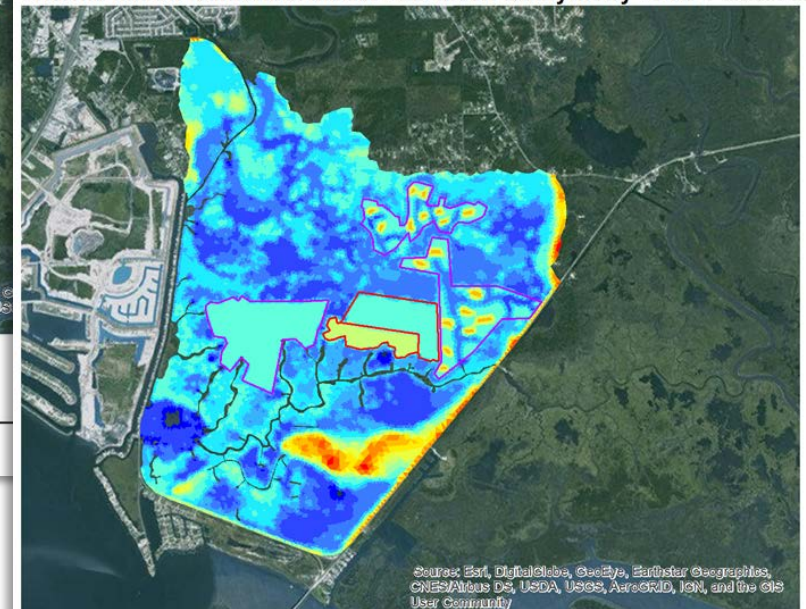 Source: Esri, DigitalGlobe, GeoEye, Earthstar Geographics,
CNES/Airbus DS, USDA, USGS, AeroGRID, IGN, and the GIS
User Community